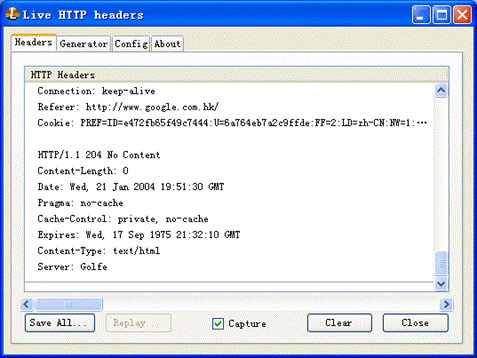 Live HTTP headers
Headers Generator Config About
HTTP Headers
Connection: keep-alive
Referer: http://www.google.com.hk/
Cookie: PREF=ID=e472fb65f49c7444:U=6a764eb7a2c9ffde:FF=2:LD=zh-CN:NW=1:...
HTTP/1.1 204 No Content
Content-Length: 0
Date: Wed, 21 Jan 2004 19:51:30 GMT
Pragma: no-cache
Cache-Control: private, no-cache
Expires: Wed, 17 Sep 1975 21:32:10 GMT
Content-Type: text/html
Server: Golfe
Save All... Replay... Capture Clear Close